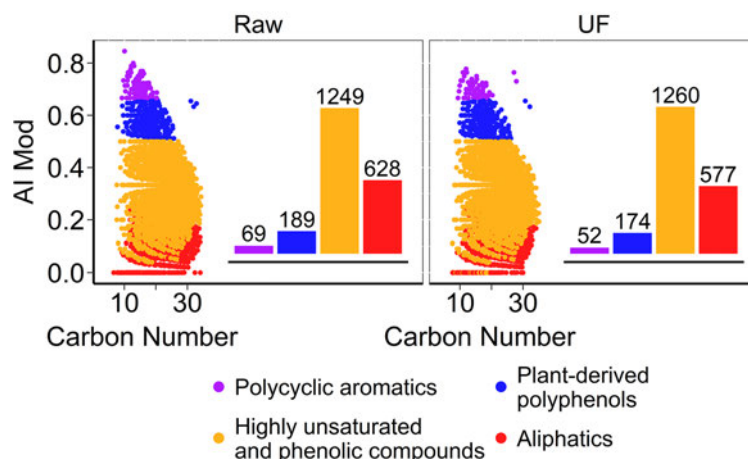 Raw
UF
AI Mod
0.8
0.6
0.4
0.2
0.0
69
189
1249
628
52
174
1260
577
10
30
10
30
Carbon Number
Carbon Number
Polycyclic aromatics
Plant-derived
polyphenols
Highly unsaturated
and phenolic compounds
Aliphatics